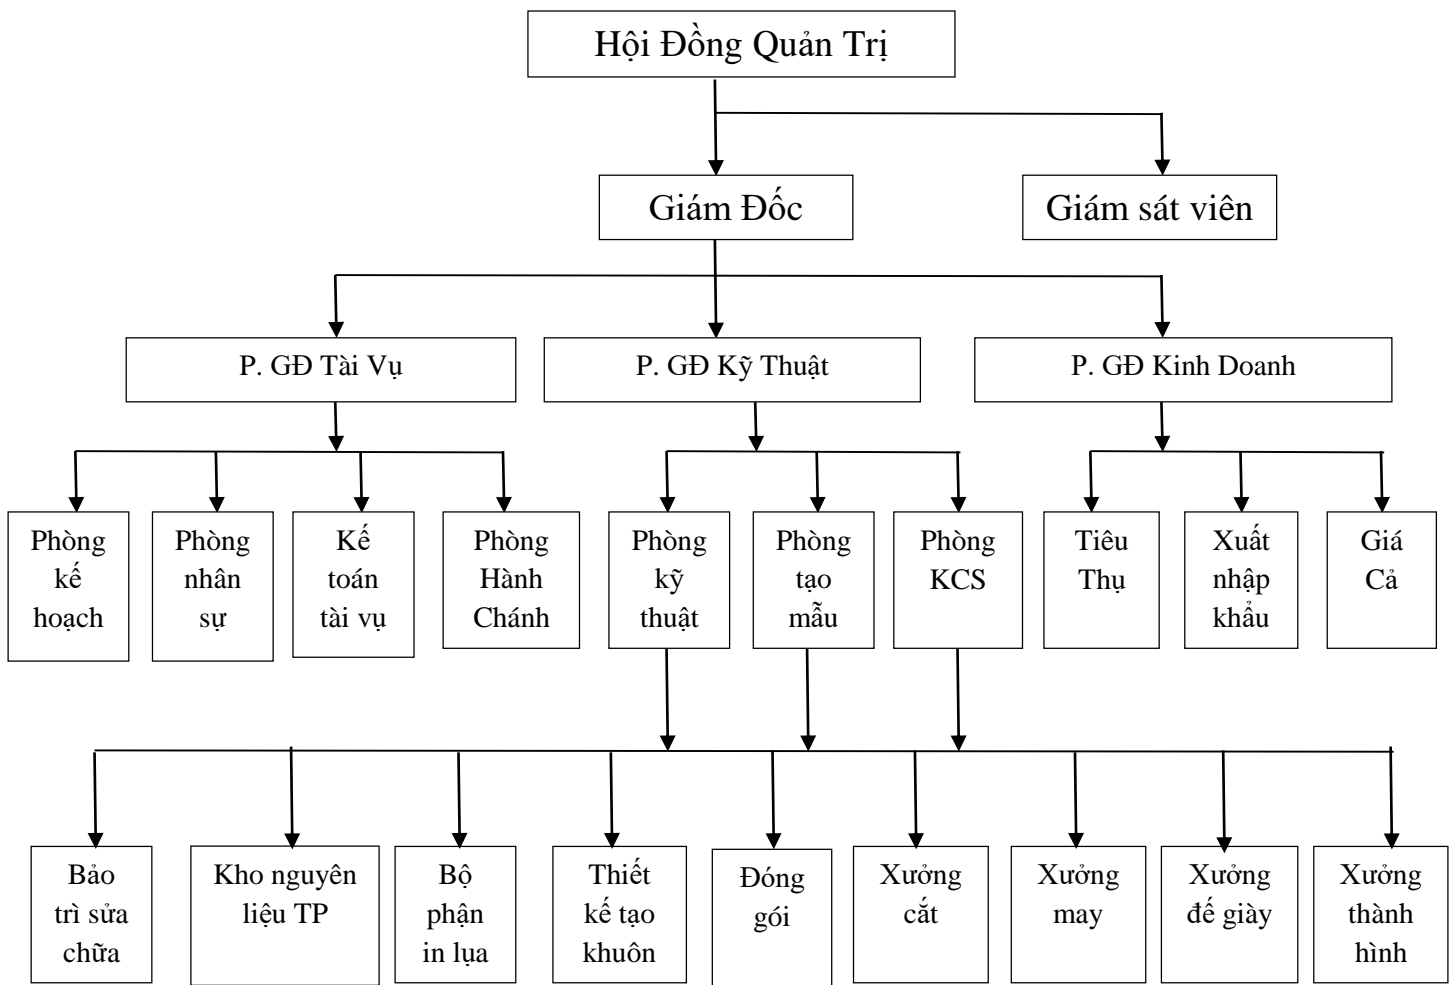 Hội Đồng Quản Trị
Giám Đốc
Giám sát viên
P. GĐ Tài Vụ
P. GĐ Kỹ Thuật
P. GĐ Kinh Doanh
Phòng
kế
hoạch
Phòng
nhân
sự
Kế
toán
tài vụ
Phòng
Hành
Chánh
Phòng
kỹ
thuật
Phòng
tạo
mẫu
Phòng
KCS
Tiêu
Thụ
Xuất
nhập
khẩu
Giá
Cả
Bảo
trì sửa
chữa
Kho nguyên
liệu TP
Bộ
phận
in lụa
Thiết
kế tạo
khuôn
Đóng
gói
Xưởng
cắt
Xưởng
may
Xưởng
đế giày
Xưởng
thành
hình